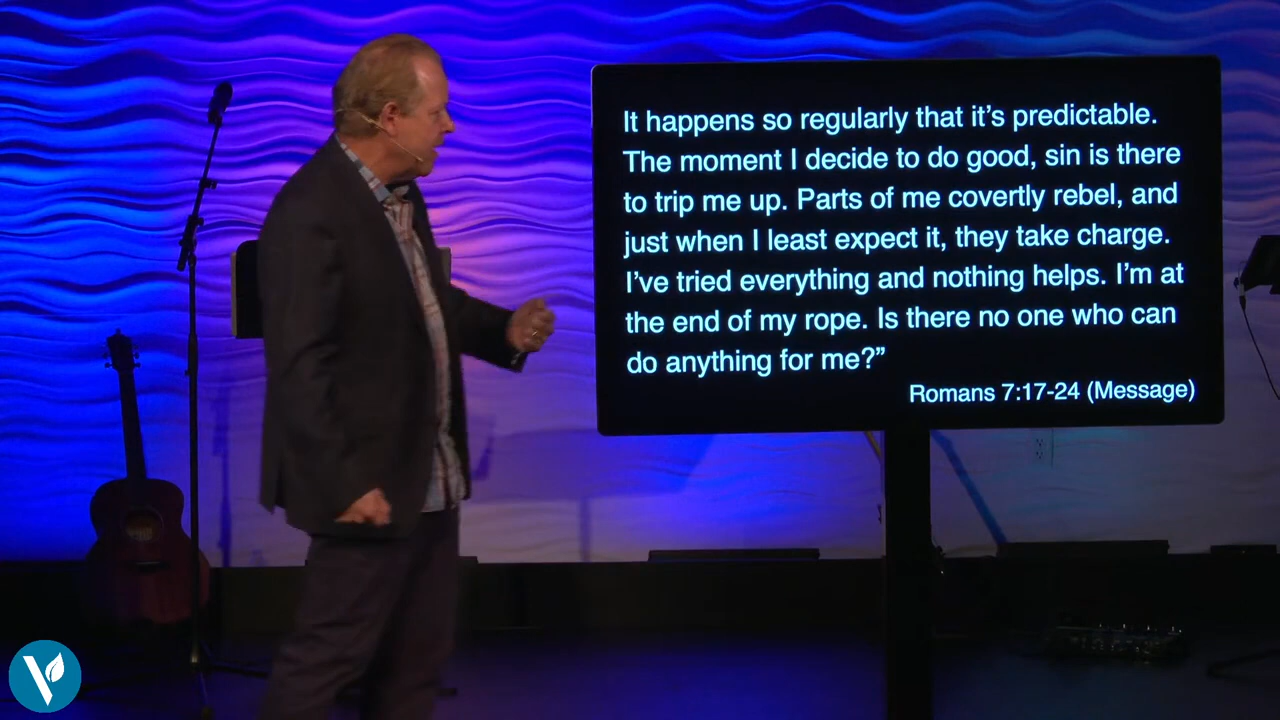 It happens so regularly that it’s predictable.
The moment I decide to do good, sin is there
to trip me up. Parts of me covertly rebel, and
just when I least expect it, they take charge.
I’ve tried everything and nothing helps. I’m at
the end of my rope. Is there no one who can
do anything for me?”
Romans 7:17-24 (Message)